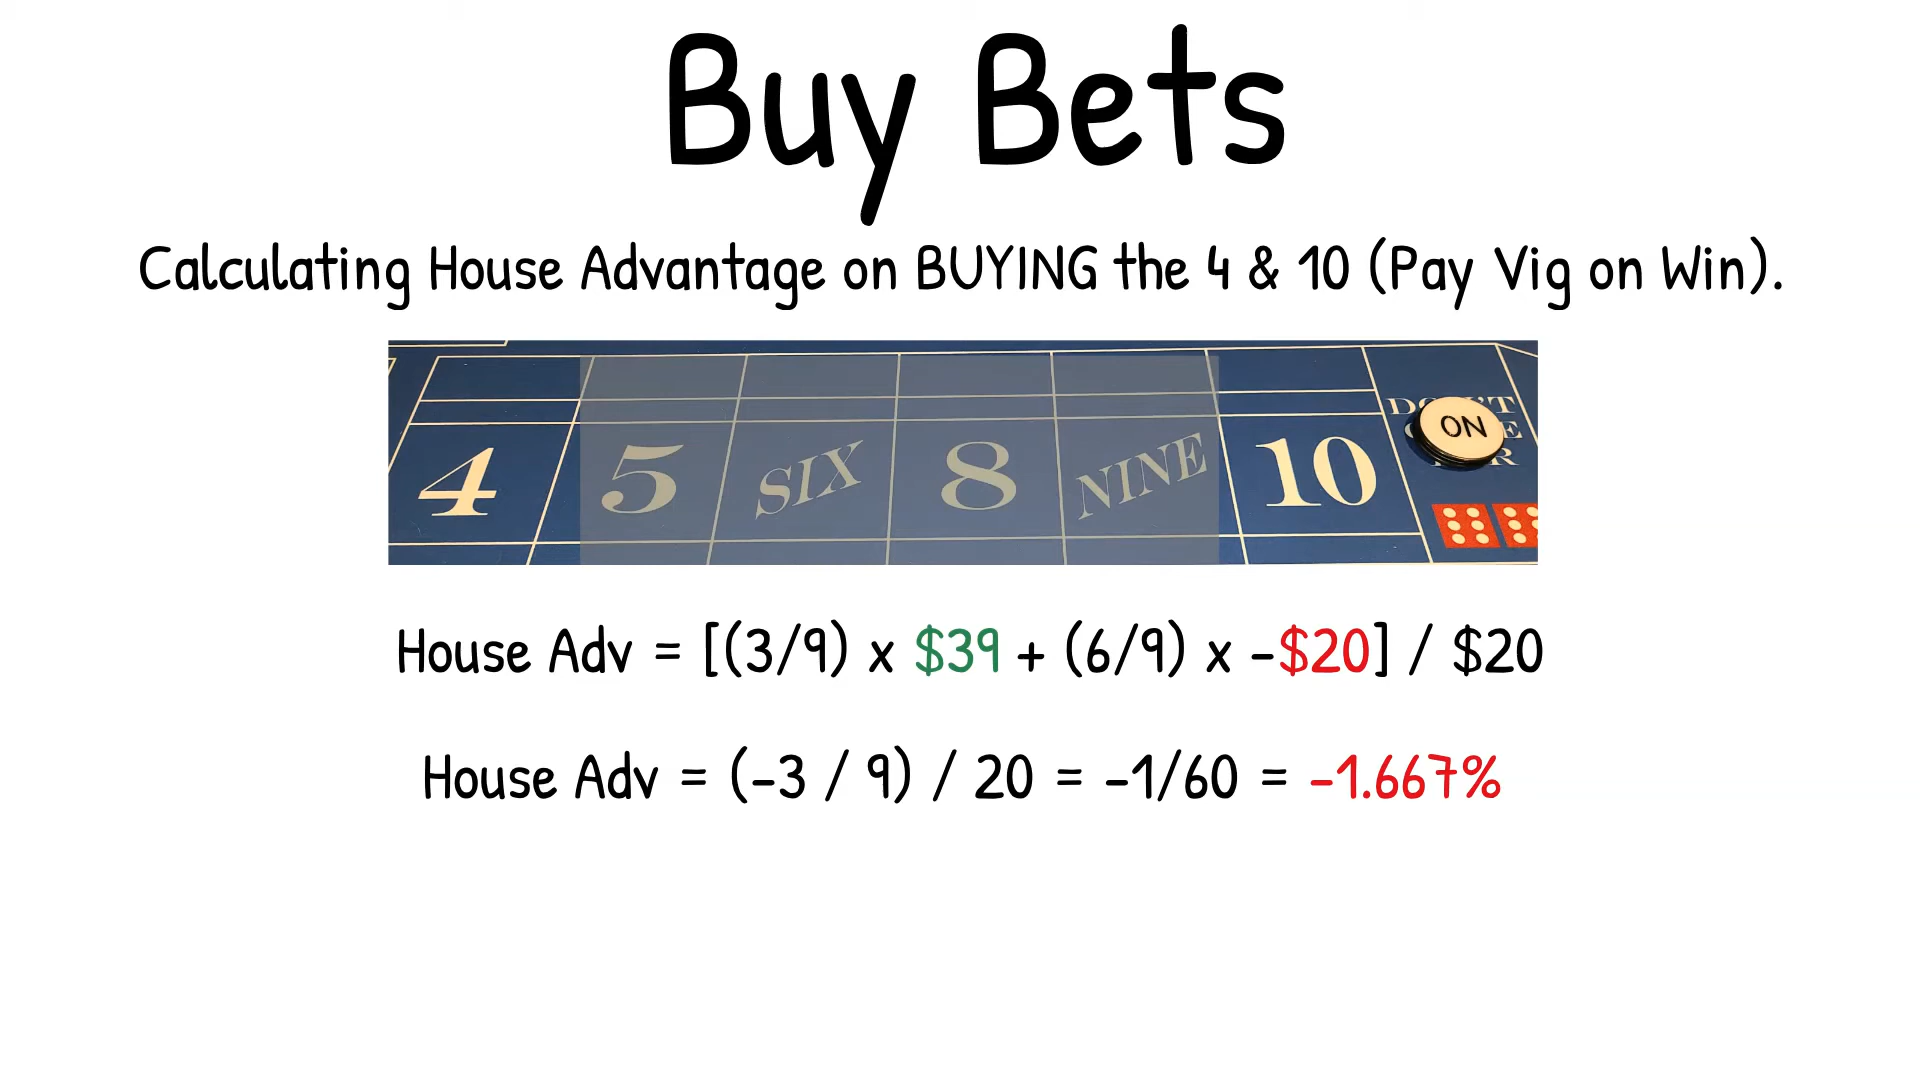 Buy Bets
Calculating House Advantage on BUYING the 4 & 10 (Pay Vig on Win).
4 5 SIX 8 NINE 10 ON
House Adv = [(3/9) x $39 + (6/9) x -$20] / $20
House Adv = (-3 / 9) / 20 = -1/60 = -1.667%